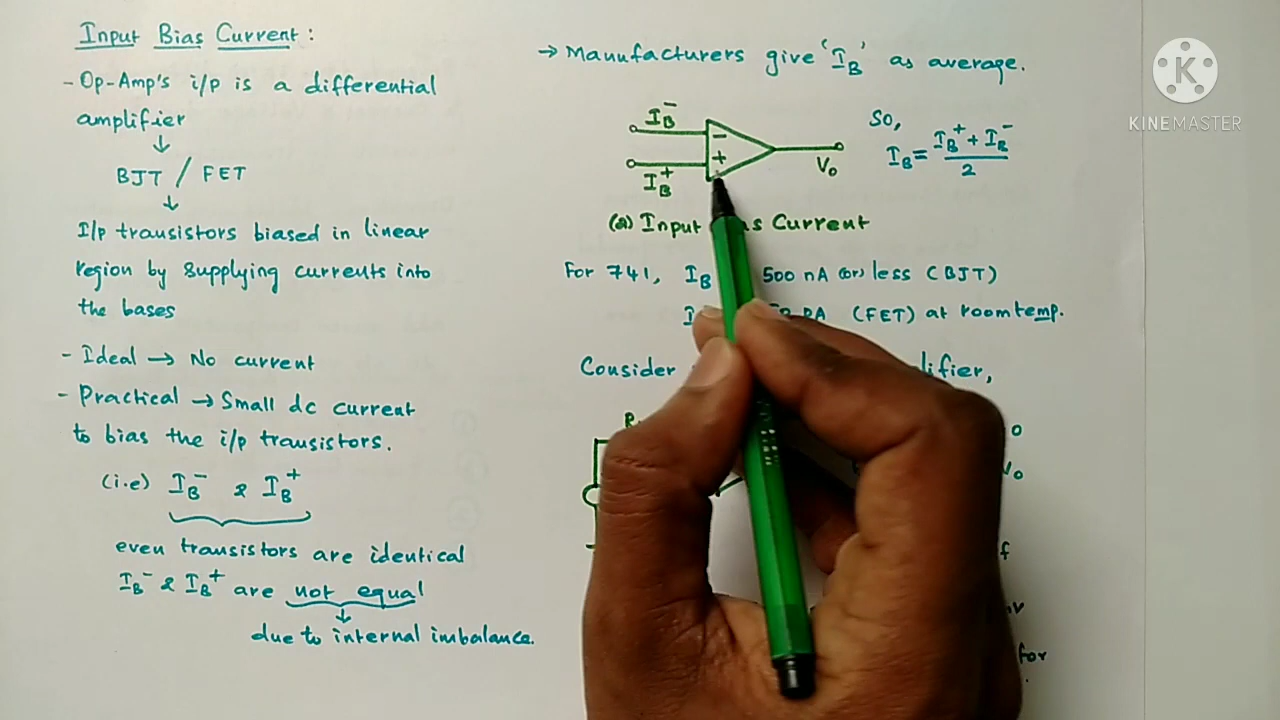 Input Bias Current :
- Op-Amp's i/p is a differential
amplifier
↓
BJT / FET
↓
I/p transistors biased in linear
region by supplying currents into
the bases
- Ideal → No current
- Practical → Small dc current
to bias the i/p transistors.
(i.e) IB⁻ & IB⁺
even transistors are identical
IB⁻ & IB⁺ are not equal
↓
due to internal imbalance.
→ Manufacturers give 'IB' as average.
IB⁻
−
+
IB⁺
Vo
So,
IB = IB⁺ + IB⁻
2
(a) Input Bias Current
For 741, IB 500 nA (or) less (BJT)
(FET) at room temp.
Consider
K
KINEMASTER